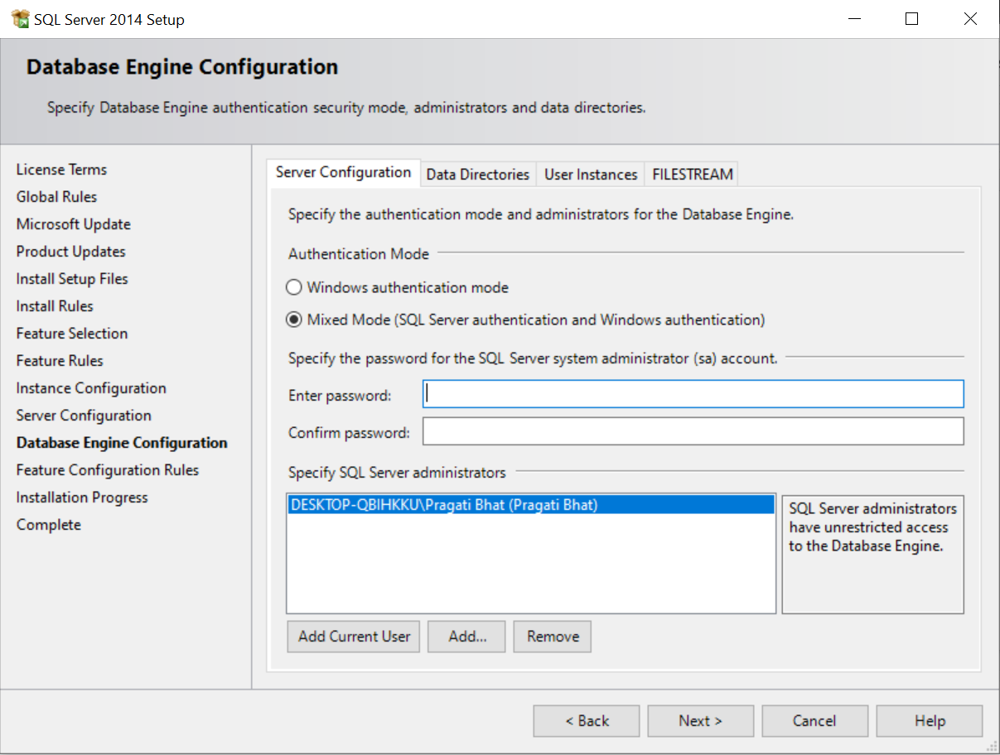 SQL Server 2014 Setup
Database Engine Configuration
Specify Database Engine authentication security mode, administrators and data directories.
License Terms
Global Rules
Microsoft Update
Product Updates
Install Setup Files
Install Rules
Feature Selection
Feature Rules
Instance Configuration
Server Configuration
Database Engine Configuration
Feature Configuration Rules
Installation Progress
Complete
Server Configuration Data Directories User Instances FILESTREAM
Specify the authentication mode and administrators for the Database Engine.
Authentication Mode
Windows authentication mode
Mixed Mode (SQL Server authentication and Windows authentication)
Specify the password for the SQL Server system administrator (sa) account.
Enter password:
Confirm password:
Specify SQL Server administrators
DESKTOP-QBIHKKU\Pragati Bhat (Pragati Bhat)
SQL Server administrators
have unrestricted access
to the Database Engine.
Add Current User Add... Remove
< Back Next > Cancel Help